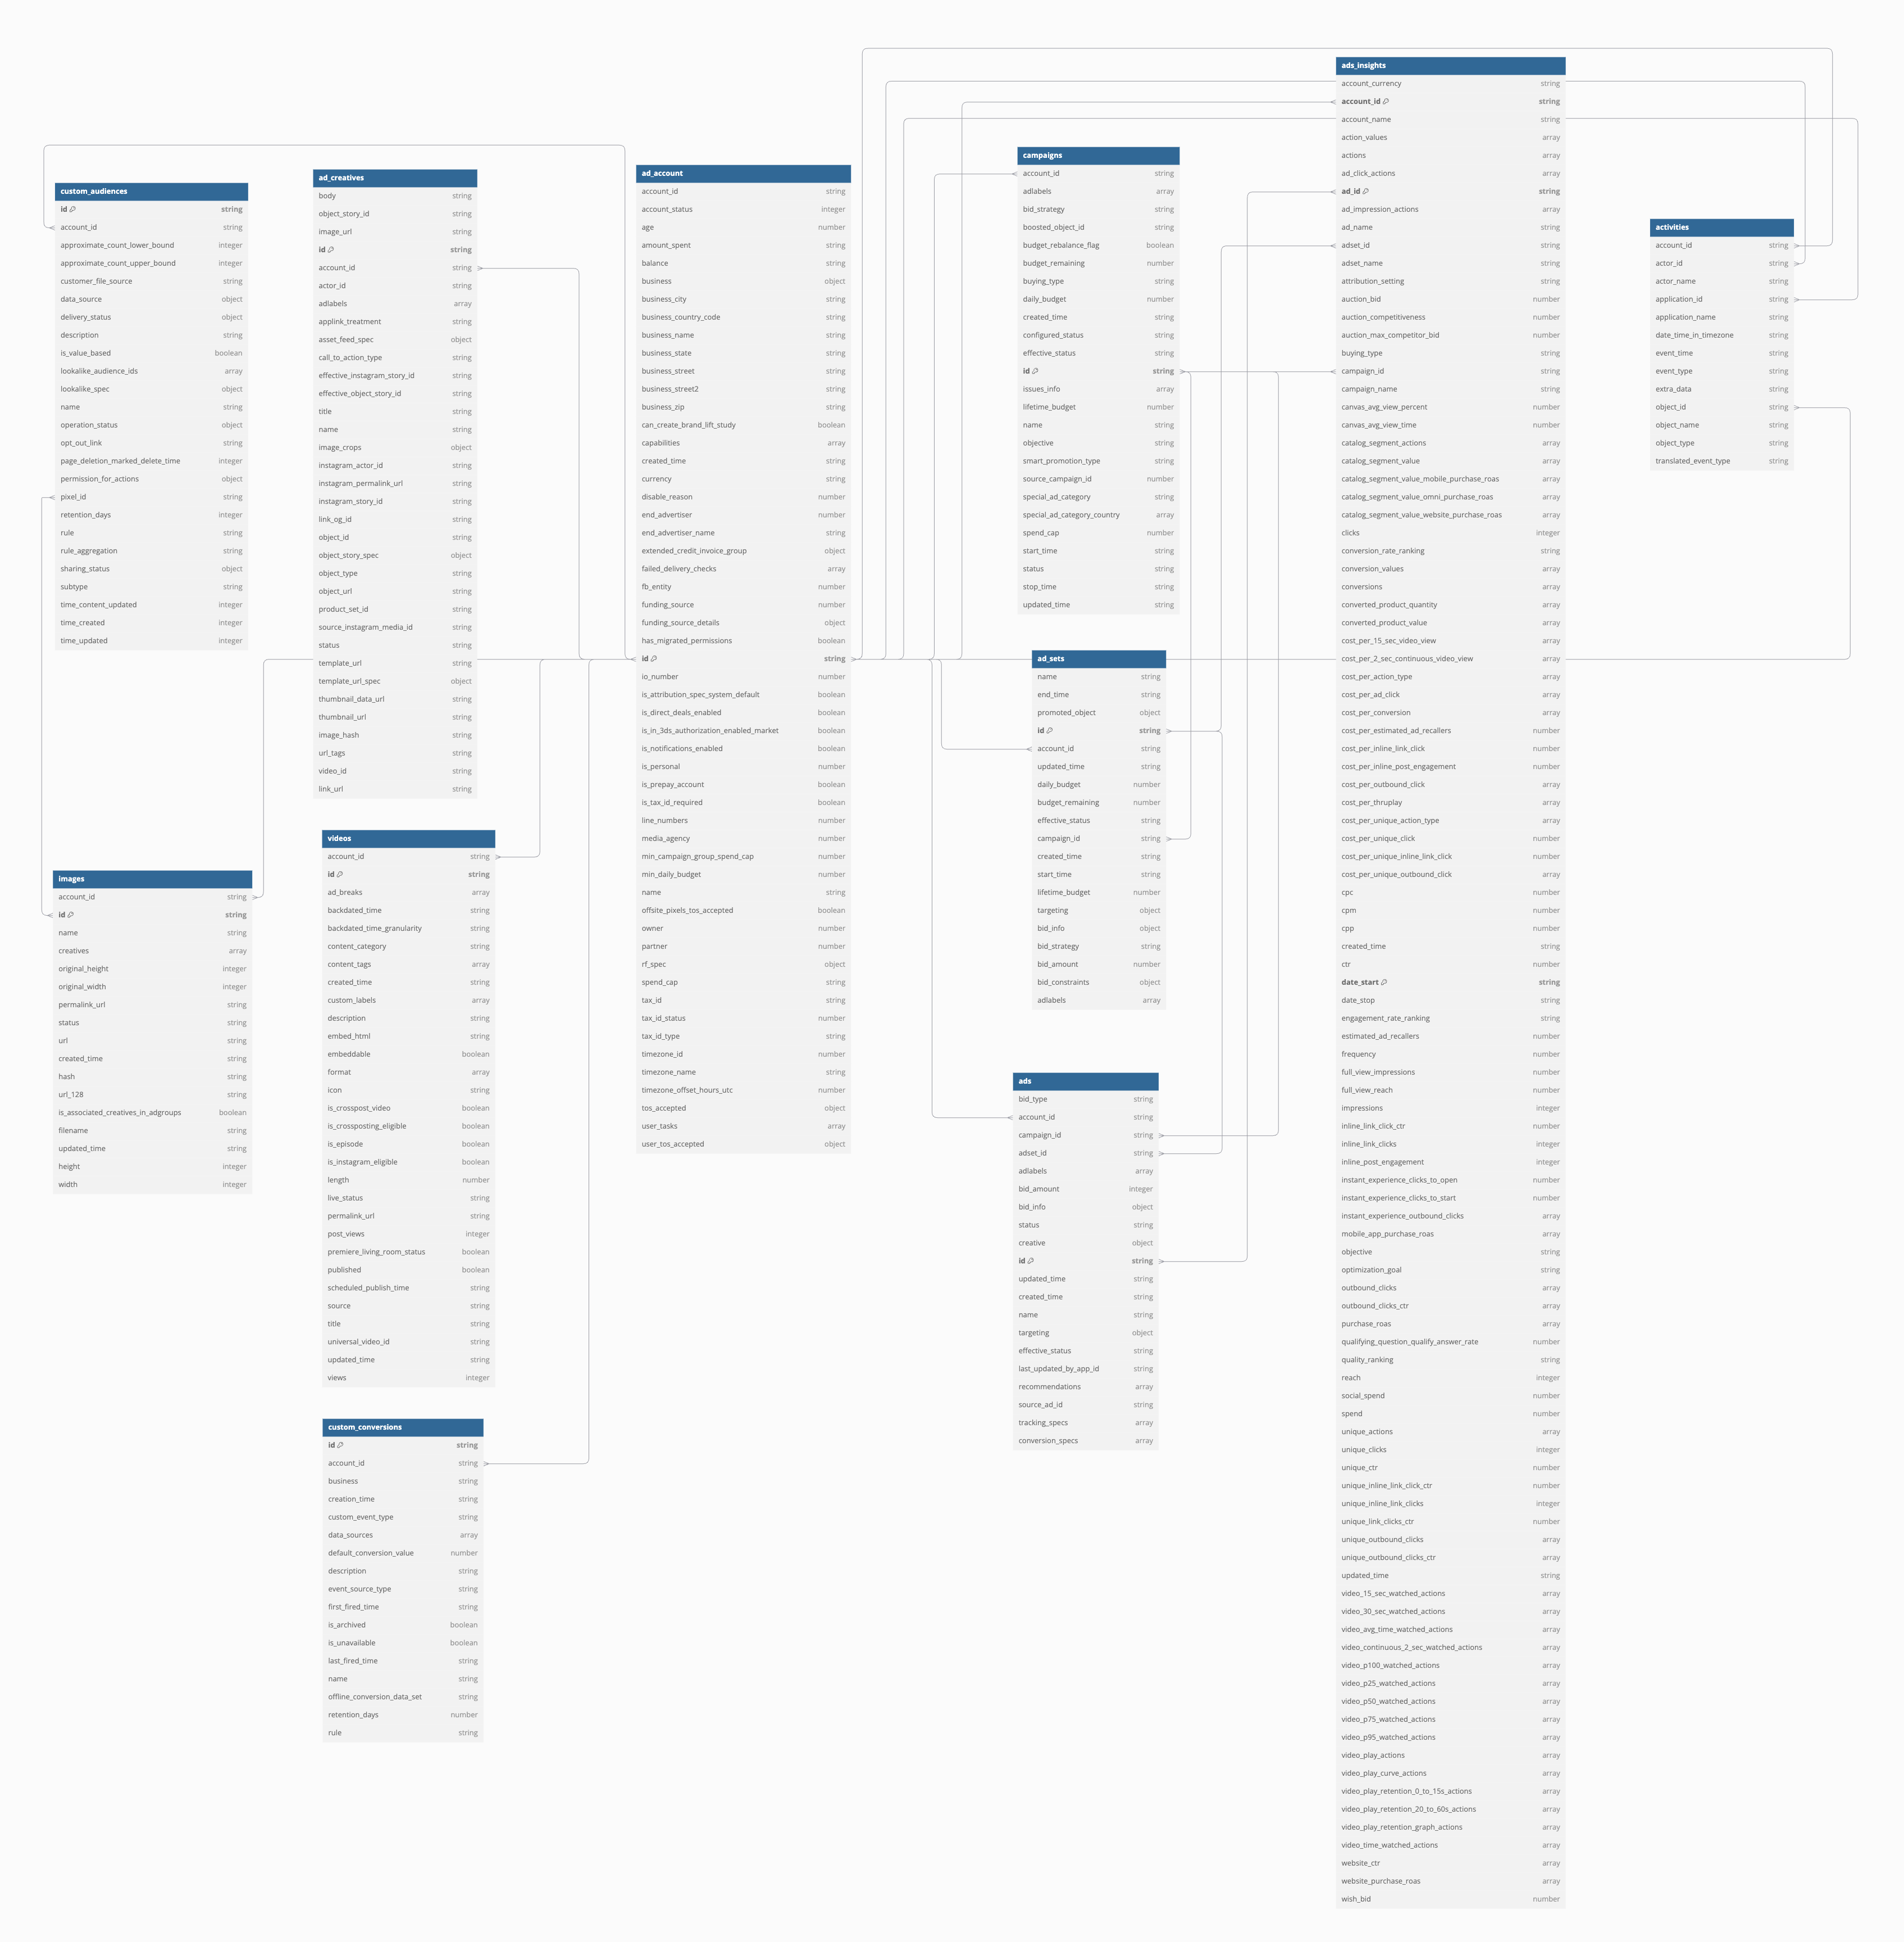 custom_audiences
id string
account_id string
approximate_count_lower_bound integer
approximate_count_upper_bound integer
customer_file_source string
data_source object
delivery_status object
description string
is_value_based boolean
lookalike_audience_ids array
lookalike_spec object
name string
operation_status object
opt_out_link string
page_deletion_marked_delete_time integer
permission_for_actions object
pixel_id string
retention_days integer
rule string
rule_aggregation string
sharing_status object
subtype string
time_content_updated integer
time_created integer
time_updated integer
images
account_id string
id string
name string
creatives array
original_height integer
original_width integer
permalink_url string
status string
url string
created_time string
hash string
url_128 string
is_associated_creatives_in_adgroups boolean
filename string
updated_time string
height integer
width integer
ad_creatives
body string
object_story_id string
image_url string
id string
account_id string
actor_id string
adlabels array
applink_treatment string
asset_feed_spec object
call_to_action_type string
effective_instagram_story_id string
effective_object_story_id string
title string
name string
image_crops object
instagram_actor_id string
instagram_permalink_url string
instagram_story_id string
link_og_id string
object_id string
object_story_spec object
object_type string
object_url string
product_set_id string
source_instagram_media_id string
status string
template_url string
template_url_spec object
thumbnail_data_url string
thumbnail_url string
image_hash string
url_tags string
video_id string
link_url string
videos
account_id string
id string
ad_breaks array
backdated_time string
backdated_time_granularity string
content_category string
content_tags array
created_time string
custom_labels array
description string
embed_html string
embeddable boolean
format array
icon string
is_crosspost_video boolean
is_crossposting_eligible boolean
is_episode boolean
is_instagram_eligible boolean
length number
live_status string
permalink_url string
post_views integer
premiere_living_room_status boolean
published boolean
scheduled_publish_time string
source string
title string
universal_video_id string
updated_time string
views integer
custom_conversions
id string
account_id string
business string
creation_time string
custom_event_type string
data_sources array
default_conversion_value number
description string
event_source_type string
first_fired_time string
is_archived boolean
is_unavailable boolean
last_fired_time string
name string
offline_conversion_data_set string
retention_days number
rule string
ad_account
account_id string
account_status integer
age number
amount_spent string
balance string
business object
business_city string
business_country_code string
business_name string
business_state string
business_street string
business_street2 string
business_zip string
can_create_brand_lift_study boolean
capabilities array
created_time string
currency string
disable_reason number
end_advertiser number
end_advertiser_name string
extended_credit_invoice_group object
failed_delivery_checks array
fb_entity number
funding_source number
funding_source_details object
has_migrated_permissions boolean
id string
io_number number
is_attribution_spec_system_default boolean
is_direct_deals_enabled boolean
is_in_3ds_authorization_enabled_market boolean
is_notifications_enabled boolean
is_personal number
is_prepay_account boolean
is_tax_id_required boolean
line_numbers number
media_agency number
min_campaign_group_spend_cap number
min_daily_budget number
name string
offsite_pixels_tos_accepted boolean
owner number
partner number
rf_spec object
spend_cap string
tax_id string
tax_id_status number
tax_id_type string
timezone_id number
timezone_name string
timezone_offset_hours_utc number
tos_accepted object
user_tasks array
user_tos_accepted object
campaigns
account_id string
adlabels array
bid_strategy string
boosted_object_id string
budget_rebalance_flag boolean
budget_remaining number
buying_type string
daily_budget number
created_time string
configured_status string
effective_status string
id string
issues_info array
lifetime_budget number
name string
objective string
smart_promotion_type string
source_campaign_id number
special_ad_category string
special_ad_category_country array
spend_cap number
start_time string
status string
stop_time string
updated_time string
ad_sets
name string
end_time string
promoted_object object
id string
account_id string
updated_time string
daily_budget number
budget_remaining number
effective_status string
campaign_id string
created_time string
start_time string
lifetime_budget number
targeting object
bid_info object
bid_strategy string
bid_amount number
bid_constraints object
adlabels array
ads
bid_type string
account_id string
campaign_id string
adset_id string
adlabels array
bid_amount integer
bid_info object
status string
creative object
id string
updated_time string
created_time string
name string
targeting object
effective_status string
last_updated_by_app_id string
recommendations array
source_ad_id string
tracking_specs array
conversion_specs array
ads_insights
account_currency string
account_id string
account_name string
action_values array
actions array
ad_click_actions array
ad_id string
ad_impression_actions array
ad_name string
adset_id string
adset_name string
attribution_setting string
auction_bid number
auction_competitiveness number
auction_max_competitor_bid number
buying_type string
campaign_id string
campaign_name string
canvas_avg_view_percent number
canvas_avg_view_time number
catalog_segment_actions array
catalog_segment_value array
catalog_segment_value_mobile_purchase_roas array
catalog_segment_value_omni_purchase_roas array
catalog_segment_value_website_purchase_roas array
clicks integer
conversion_rate_ranking string
conversion_values array
conversions array
converted_product_quantity array
converted_product_value array
cost_per_15_sec_video_view array
cost_per_2_sec_continuous_video_view array
cost_per_action_type array
cost_per_ad_click array
cost_per_conversion array
cost_per_estimated_ad_recallers number
cost_per_inline_link_click number
cost_per_inline_post_engagement number
cost_per_outbound_click array
cost_per_thruplay array
cost_per_unique_action_type array
cost_per_unique_click number
cost_per_unique_inline_link_click number
cost_per_unique_outbound_click array
cpc number
cpm number
cpp number
created_time string
ctr number
date_start string
date_stop string
engagement_rate_ranking string
estimated_ad_recallers number
frequency number
full_view_impressions number
full_view_reach number
impressions integer
inline_link_click_ctr number
inline_link_clicks integer
inline_post_engagement integer
instant_experience_clicks_to_open number
instant_experience_clicks_to_start number
instant_experience_outbound_clicks array
mobile_app_purchase_roas array
objective string
optimization_goal string
outbound_clicks array
outbound_clicks_ctr array
purchase_roas array
qualifying_question_qualify_answer_rate number
quality_ranking string
reach integer
social_spend number
spend number
unique_actions array
unique_clicks integer
unique_ctr number
unique_inline_link_click_ctr number
unique_inline_link_clicks integer
unique_link_clicks_ctr number
unique_outbound_clicks array
unique_outbound_clicks_ctr array
updated_time string
video_15_sec_watched_actions array
video_30_sec_watched_actions array
video_avg_time_watched_actions array
video_continuous_2_sec_watched_actions array
video_p100_watched_actions array
video_p25_watched_actions array
video_p50_watched_actions array
video_p75_watched_actions array
video_p95_watched_actions array
video_play_actions array
video_play_curve_actions array
video_play_retention_0_to_15s_actions array
video_play_retention_20_to_60s_actions array
video_play_retention_graph_actions array
video_time_watched_actions array
website_ctr array
website_purchase_roas array
wish_bid number
activities
account_id string
actor_id string
actor_name string
application_id string
application_name string
date_time_in_timezone string
event_time string
event_type string
extra_data string
object_id string
object_name string
object_type string
translated_event_type string